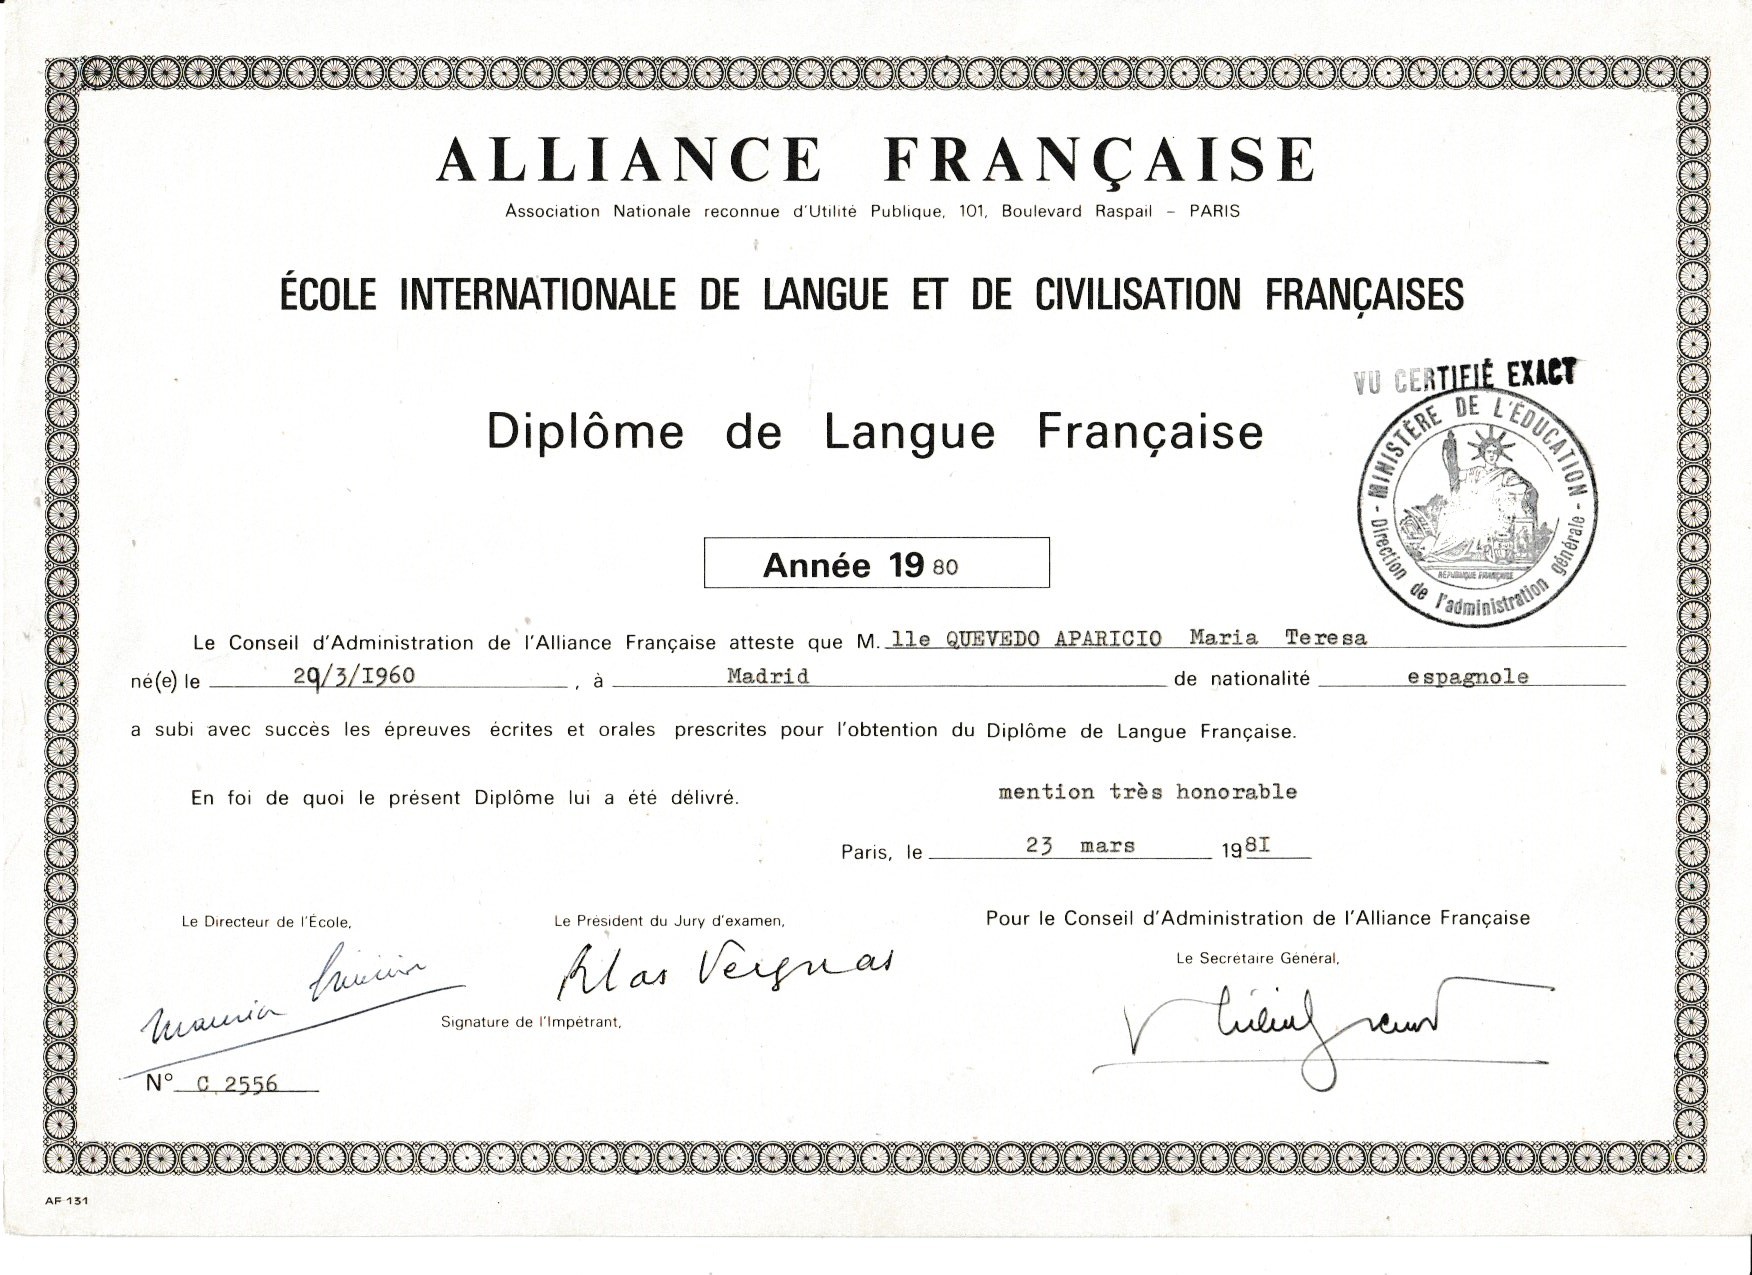 ALLIANCE FRANÇAISE
Association Nationale reconnue d'Utilité Publique, 101, Boulevard Raspail – PARIS
ÉCOLE INTERNATIONALE DE LANGUE ET DE CIVILISATION FRANÇAISES
VU CERTIFIÉ EXACT
- MINISTÈRE DE L'ÉDUCATION -
Direction de l'administration générale
RÉPUBLIQUE FRANÇAISE
Diplôme de Langue Française
Année 19 80
Le Conseil d'Administration de l'Alliance Française atteste que M. lle QUEVEDO APARICIO Maria Teresa
né(e) le 29/3/I960, à Madrid de nationalité espagnole
a subi avec succès les épreuves écrites et orales prescrites pour l'obtention du Diplôme de Langue Française.
En foi de quoi le présent Diplôme lui a été délivré. mention très honorable
Paris, le 23 mars 1981
Le Directeur de l'École, Le Président du Jury d'examen, Pour le Conseil d'Administration de l'Alliance Française
Le Secrétaire Général,
Signature de l'Impétrant,
N° C 2556
AF 131